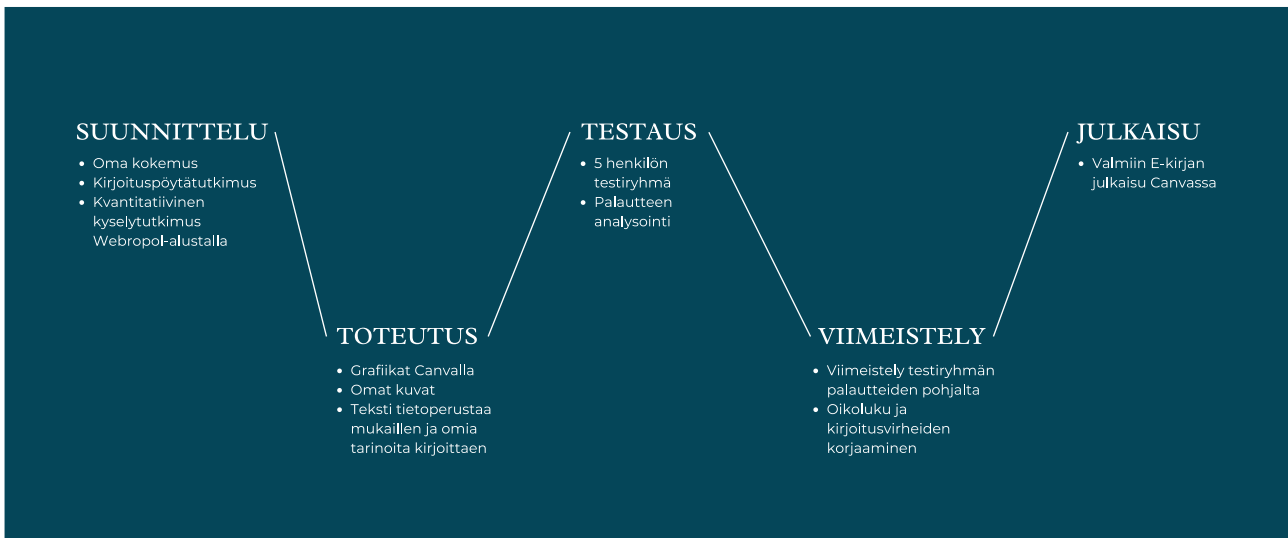 SUUNNITTELU
• Oma kokemus
• Kirjoituspöytätutkimus
• Kvantitatiivinen
kyselytutkimus
Webropol-alustalla
TOTEUTUS
• Grafiikat Canvalla
• Omat kuvat
• Teksti tietoperustaa
mukaillen ja omia
tarinoita kirjoittaen
TESTAUS
• 5 henkilön
testiryhmä
• Palautteen
analysointi
VIIMEISTELY
• Viimeistely testiryhmän
palautteiden pohjalta
• Oikoluku ja
kirjoitusvirheiden
korjaaminen
JULKAISU
• Valmiin E-kirjan
julkaisu Canvassa